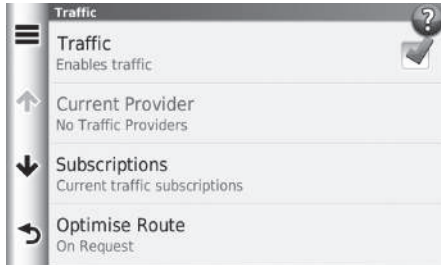 Traffic
?
Traffic
Enables traffic
Current Provider
No Traffic Providers
Subscriptions
Current traffic subscriptions
Optimise Route
On Request